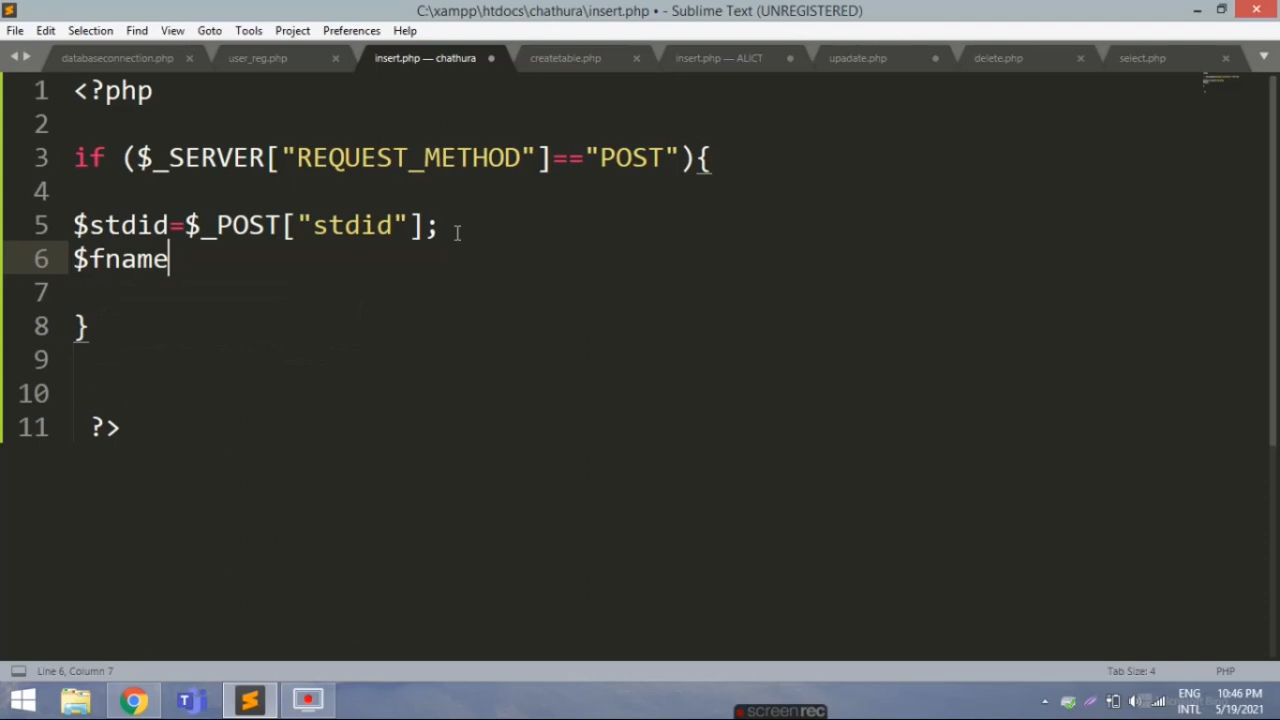 C:\xampp\htdocs\chathura\insert.php • - Sublime Text (UNREGISTERED)
File Edit Selection Find View Goto Tools Project Preferences Help
databaseconnection.php user_reg.php insert.php — chathura createtable.php insert.php — ALICT upadate.php delete.php select.php
1 <?php
2
3 if ($_SERVER["REQUEST_METHOD"]=="POST"){
4
5 $stdid=$_POST["stdid"];
6 $fname
7
8 }
9
10
11 ?>
Line 6, Column 7 Tab Size: 4 PHP
ENG 10:46 PM
INTL 5/19/2021
screenrec